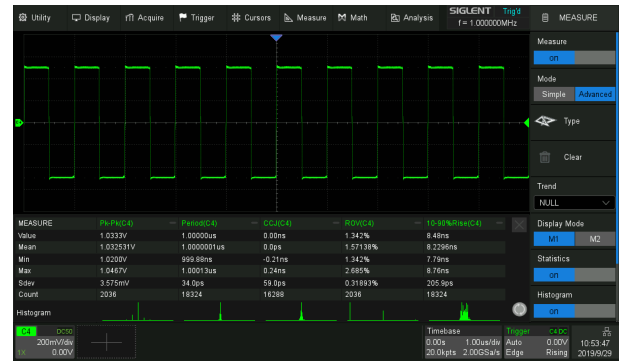 Utility Display Acquire Trigger Cursors Measure Math Analysis SIGLENT Trig'd MEASURE
f = 1.000000MHz
Measure
on
Mode
Simple Advanced
Type
Clear
Trend
NULL
MEASURE Pk-Pk(C4) Period(C4) CCJ(C4) ROV(C4) 10-90%Rise(C4)
Value 1.0333V 1.00000us 0.00ns 1.342% 8.48ns
Mean 1.032531V 1.0000001us 0.0ps 1.57138% 8.2296ns
Min 1.0200V 999.88ns -0.21ns 1.342% 7.79ns
Max 1.0467V 1.00013us 0.24ns 2.685% 8.76ns
Sdev 3.575mV 34.0ps 59.0ps 0.31893% 205.9ps
Count 2036 18324 16288 2036 18324
Histogram
Display Mode
M1 M2
Statistics
on
Histogram
on
C4 DC50
200mV/div
1X 0.00V
Timebase
0.00s 1.00us/div
20.0kpts 2.00GSa/s
Trigger C4 DC
Auto 0.00V
Edge Rising
10:53:47
2019/9/29